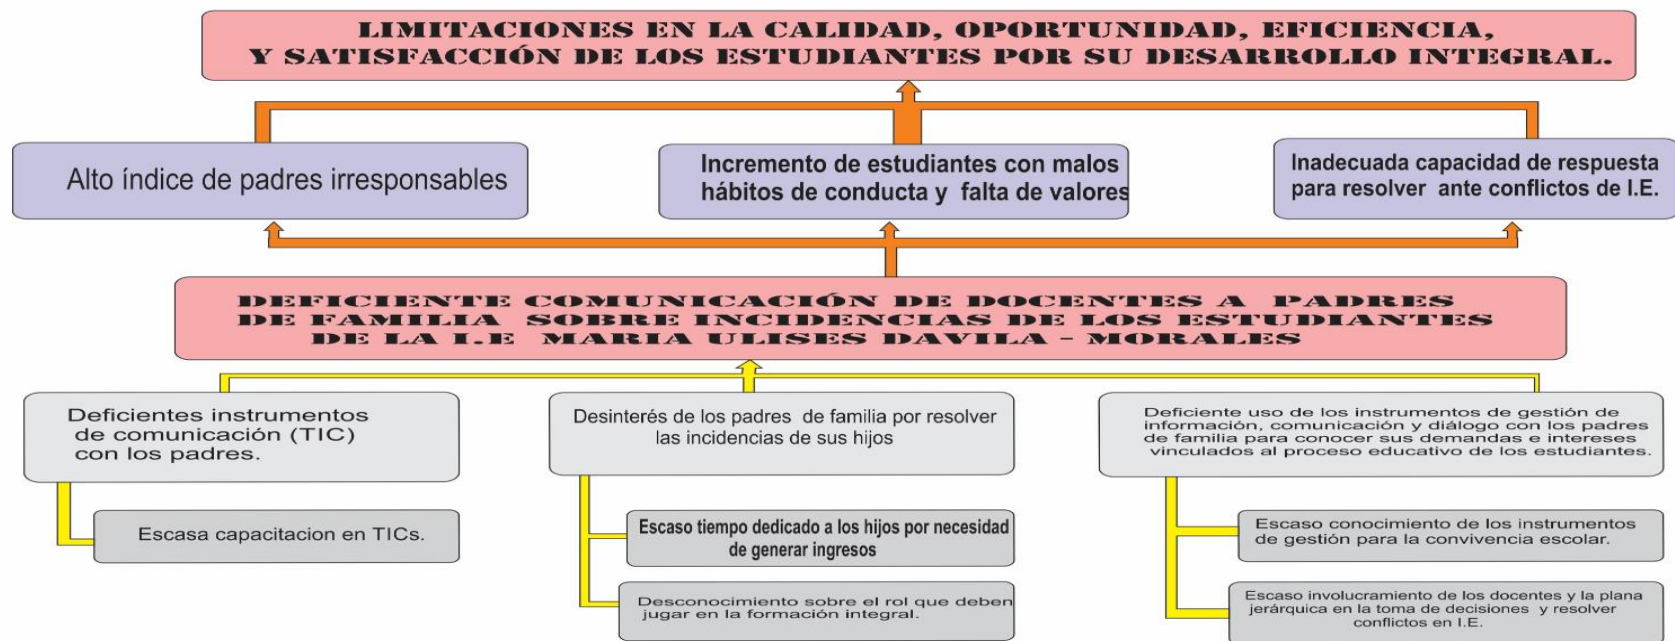 LIMITACIONES EN LA CALIDAD, OPORTUNIDAD, EFICIENCIA,
Y SATISFACCIÓN DE LOS ESTUDIANTES POR SU DESARROLLO INTEGRAL.
Alto índice de padres irresponsables
Incremento de estudiantes con malos
hábitos de conducta y falta de valores
Inadecuada capacidad de respuesta
para resolver ante conflictos de I.E.
DEFICIENTE COMUNICACIÓN DE DOCENTES A PADRES
DE FAMILIA SOBRE INCIDENCIAS DE LOS ESTUDIANTES
DE LA I.E MARIA ULISES DAVILA - MORALES
Deficientes instrumentos
de comunicación (TIC)
con los padres.
Escasa capacitacion en TICs.
Desinterés de los padres de familia por resolver
las incidencias de sus hijos
Escaso tiempo dedicado a los hijos por necesidad
de generar ingresos
Desconocimiento sobre el rol que deben
jugar en la formación integral.
Deficiente uso de los instrumentos de gestión de
información, comunicación y diálogo con los padres
de familia para conocer sus demandas e intereses
vinculados al proceso educativo de los estudiantes.
Escaso conocimiento de los instrumentos
de gestión para la convivencia escolar.
Escaso involucramiento de los docentes y la plana
jerárquica en la toma de decisiones y resolver
conflictos en I.E.